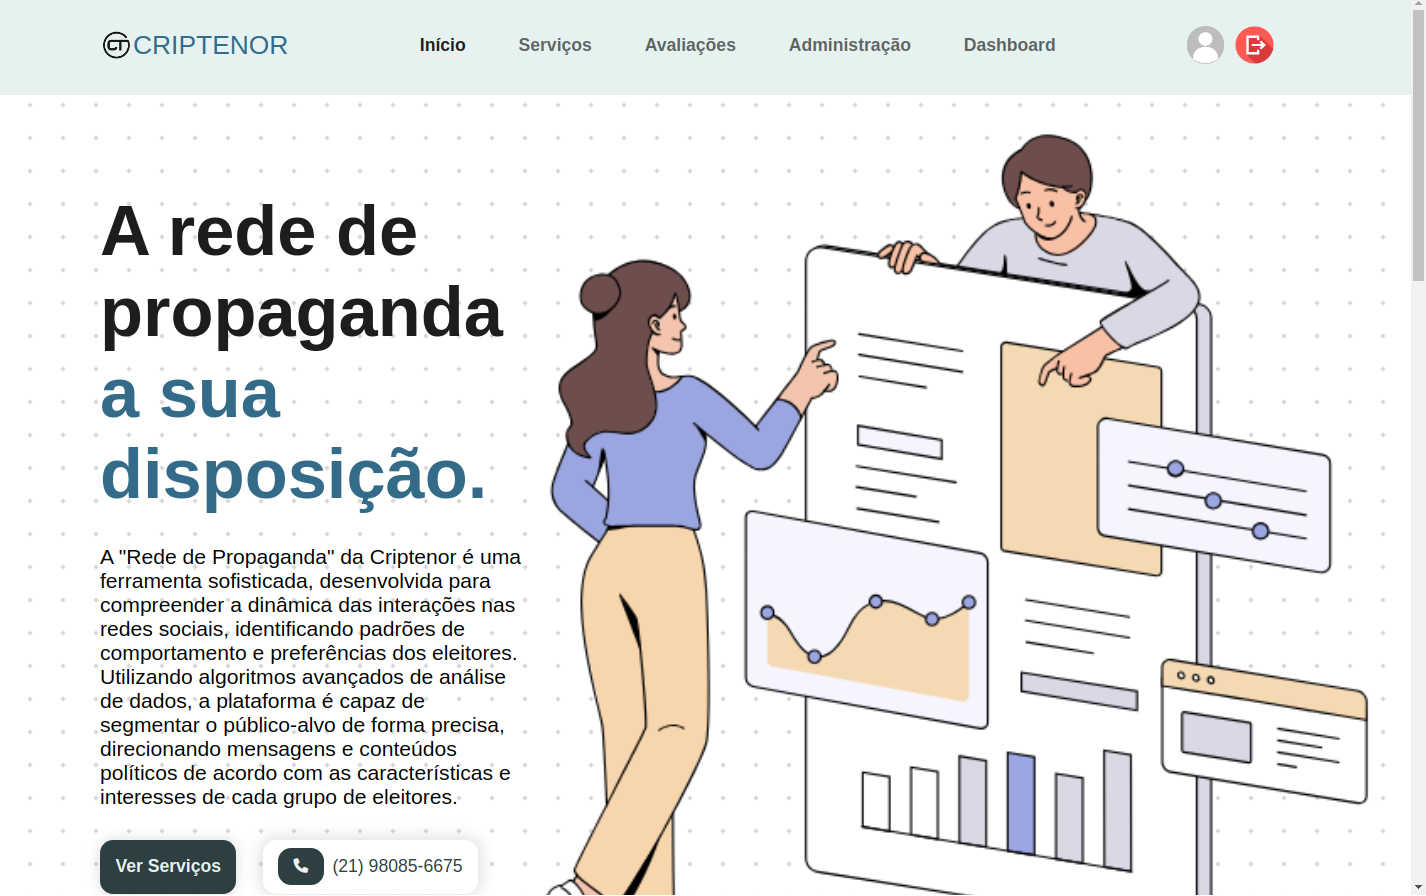 CT CRIPTENOR
Início
Serviços
Avaliações
Administração
Dashboard
A rede de
propaganda
a sua
disposição.
A "Rede de Propaganda" da Criptenor é uma
ferramenta sofisticada, desenvolvida para
compreender a dinâmica das interações nas
redes sociais, identificando padrões de
comportamento e preferências dos eleitores.
Utilizando algoritmos avançados de análise
de dados, a plataforma é capaz de
segmentar o público-alvo de forma precisa,
direcionando mensagens e conteúdos
políticos de acordo com as características e
interesses de cada grupo de eleitores.
Ver Serviços
(21) 98085-6675